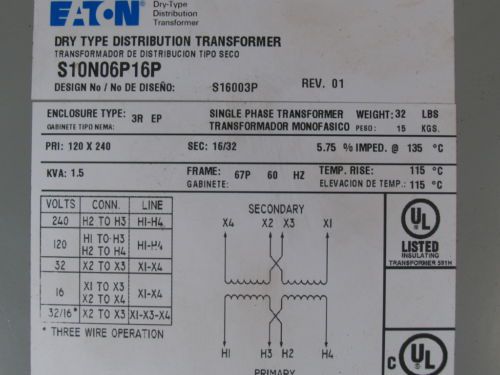 EATON
Dry-Type
Distribution
Transformer
DRY TYPE DISTRIBUTION TRANSFORMER
TRANSFORMADOR DE DISTRIBUCION TIPO SECO
S10N06P16P
DESIGN No / No DE DISEÑO: S16003P REV. 01
ENCLOSURE TYPE: 3R EP
GABINETE TIPO NEMA:
SINGLE PHASE TRANSFORMER
TRANSFORMADOR MONOFASICO
WEIGHT: 32 LBS
PESO: 15 KGS.
PRI: 120 X 240 SEC: 16/32 5.75 % IMPED. @ 135 °C
KVA: 1.5
FRAME: 67P 60 HZ
GABINETE:
TEMP. RISE: 115 °C
ELEVACION DE TEMP.: 115 °C
VOLTS CONN. LINE
240 H2 TO H3 H1-H4
120 H1 TO H3 H1-H4
H2 TO H4
32 X2 TO X3 X1-X4
16 X1 TO X3 X1-X4
X2 TO X4
32/16* X2 TO X3 X1-X3-X4
* THREE WIRE OPERATION
SECONDARY
X4 X2 X3 X1
H1 H3 H2 H4
PRIMARY
UL
LISTED
INSULATING
TRANSFORMER 591H
C UL